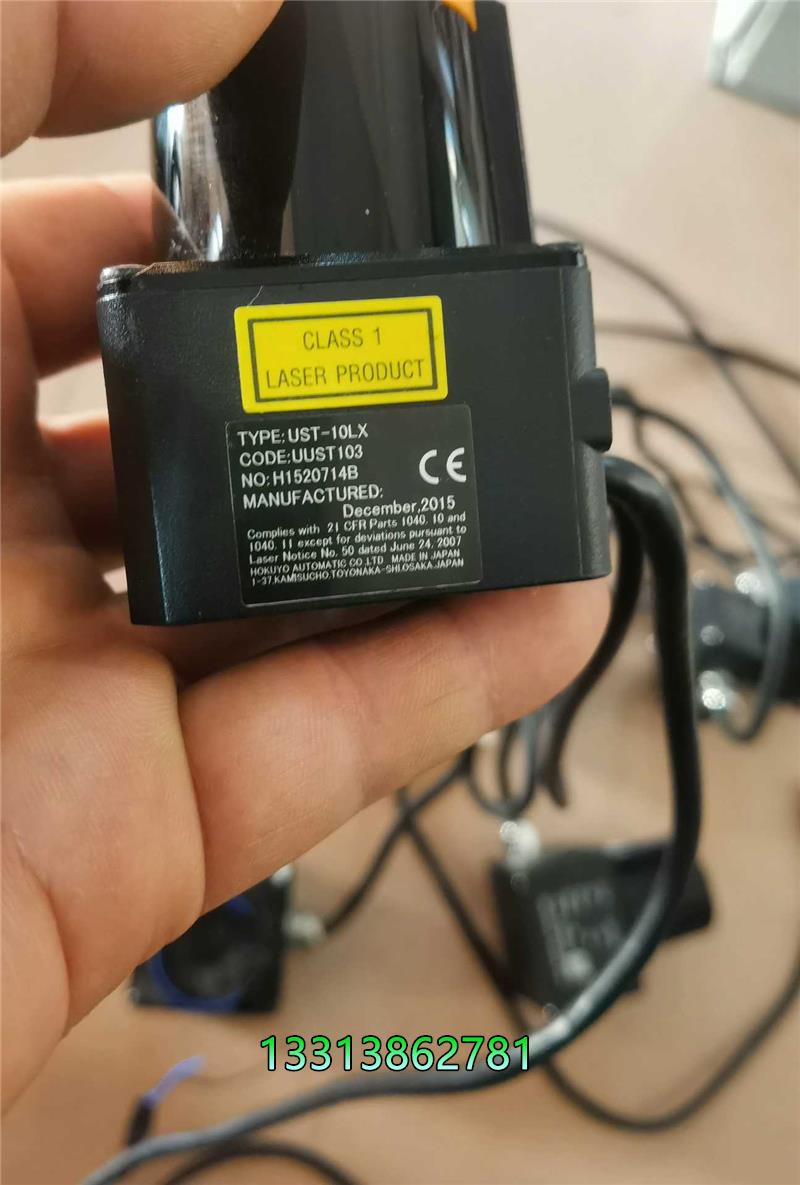 CLASS 1
LASER PRODUCT
TYPE:UST-10LX
CODE:UUST103
NO:H1520714B
MANUFACTURED:
December,2015
CE
Complies with 21 CFR Parts 1040.10 and
1040.11 except for deviations pursuant to
Laser Notice No. 50 dated June 24, 2007
HOKUYO AUTOMATIC CO.,LTD MADE IN JAPAN
1-37,KAMISUCHO,TOYONAKA-SHI,OSAKA,JAPAN
13313862781